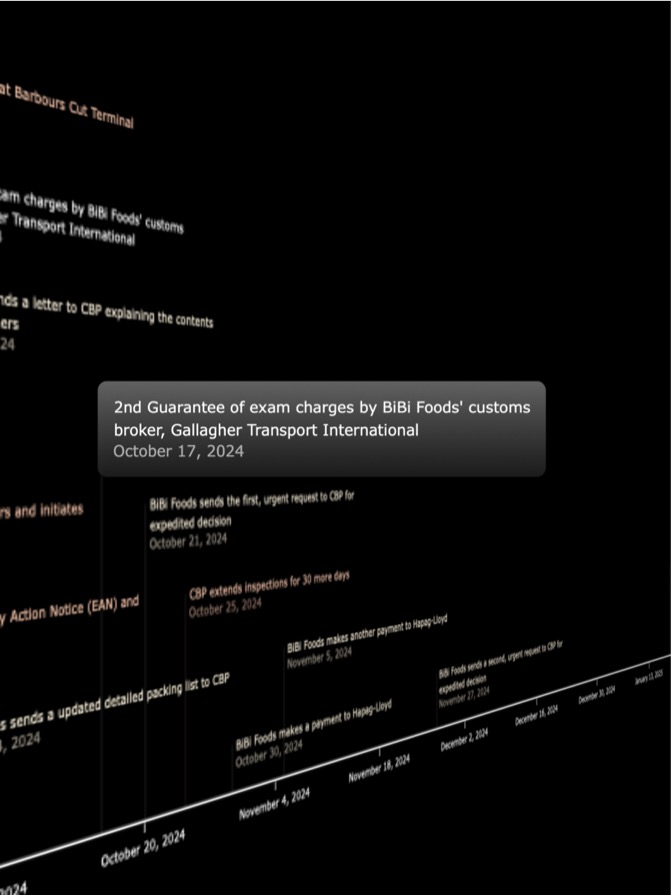 at Barbours Cut Terminal
am charges by BiBi Foods' customs
er Transport International
nds a letter to CBP explaining the contents
ers
24
2nd Guarantee of exam charges by BiBi Foods' customs
broker, Gallagher Transport International
October 17, 2024
rs and initiates
BiBi Foods sends the first, urgent request to CBP for
expedited decision
October 21, 2024
y Action Notice (EAN) and
CBP extends inspections for 30 more days
October 25, 2024
BiBi Foods makes another payment to Hapag-Lloyd
November 5, 2024
BiBi Foods sends a second, urgent request to CBP for
expedited decision
November 27, 2024
s sends a updated detailed packing list to CBP
, 2024
BiBi Foods makes a payment to Hapag-Lloyd
October 30, 2024
2024
October 20, 2024
November 4, 2024
November 18, 2024
December 2, 2024
December 16, 2024
December 30, 2024
January 13, 2025